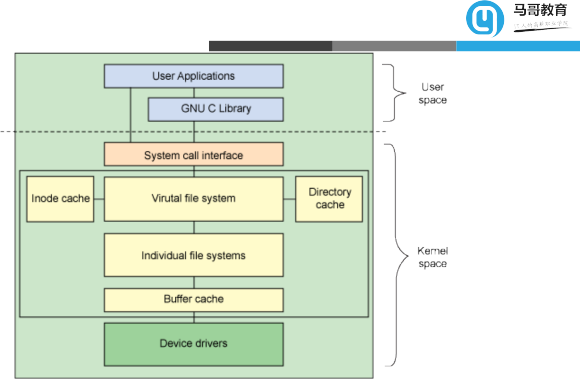 马哥教育
User Applications
GNU C Library
User
space
System call interface
Inode cache
Virutal file system
Directory
cache
Individual file systems
Kernel
space
Buffer cache
Device drivers